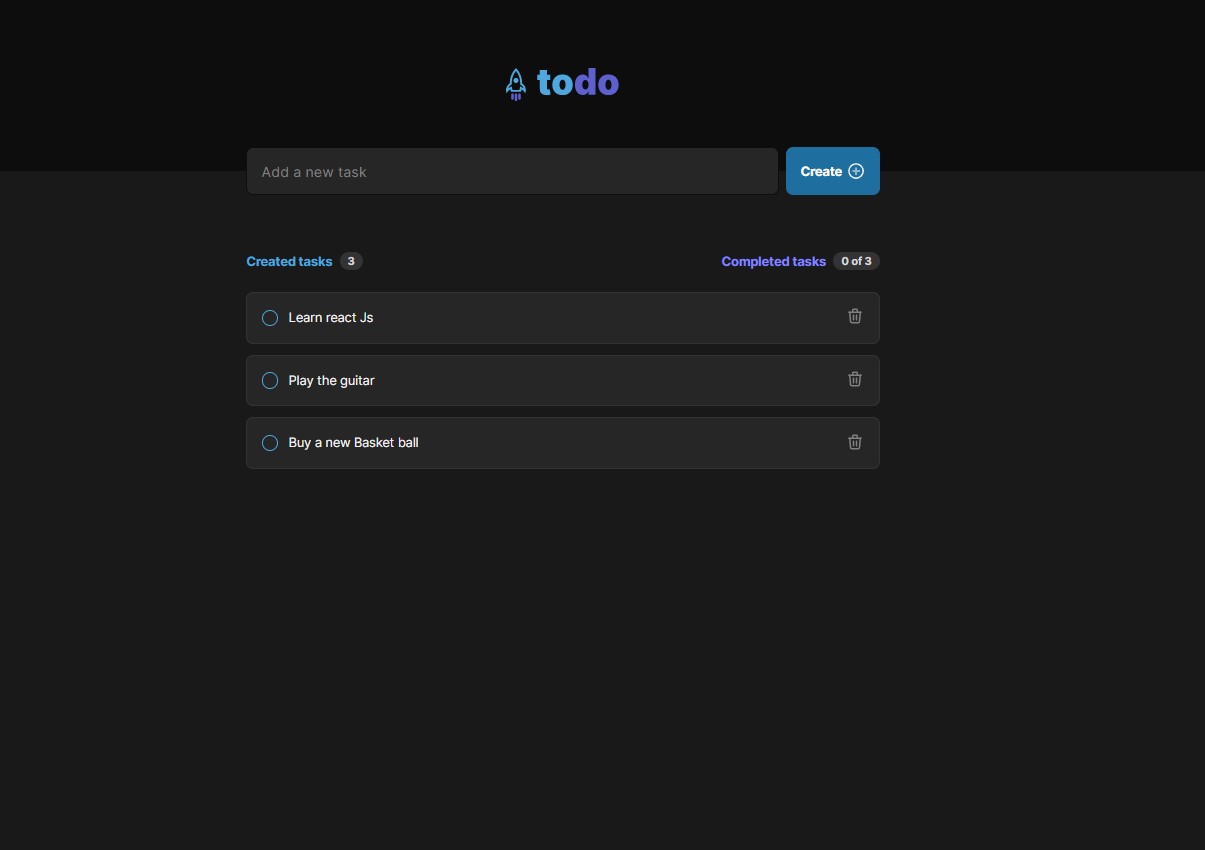 todo
Add a new task
Create
Created tasks 3
Completed tasks 0 of 3
Learn react Js
Play the guitar
Buy a new Basket ball